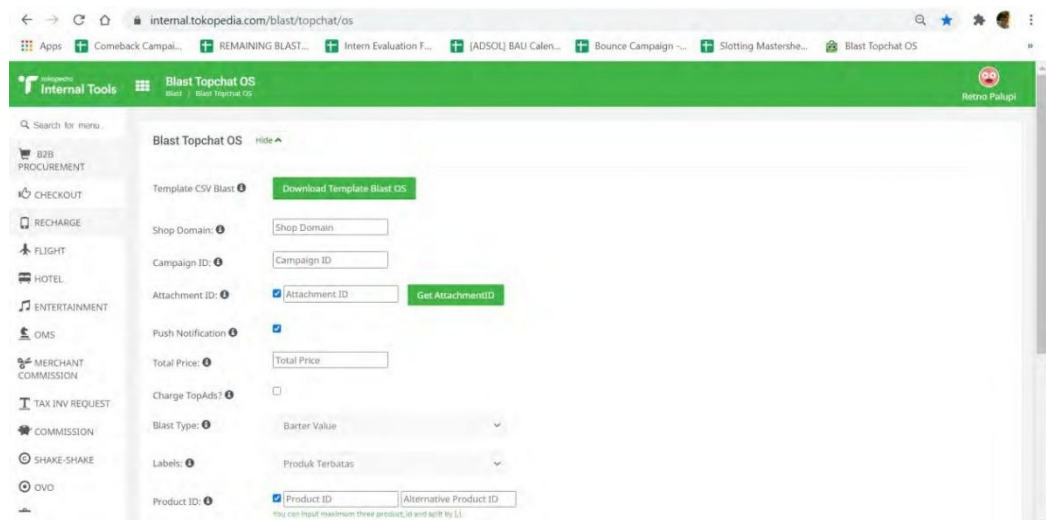 internal.tokopedia.com/blast/topchat/os
Apps Comeback Campai... REMAINING BLAST... Intern Evaluation F... [ADSOL] BAU Calen... Bounce Campaign -... Slotting Mastershe... Blast Topchat OS »
tokopedia
Internal Tools
Blast Topchat OS
Blast / Blast Topchat OS
Retno Palupi
Search for menu..
B2B
PROCUREMENT
CHECKOUT
RECHARGE
FLIGHT
HOTEL
ENTERTAINMENT
OMS
MERCHANT
COMMISSION
TAX INV REQUEST
COMMISSION
SHAKE-SHAKE
OVO
Blast Topchat OS Hide
Template CSV Blast Download Template Blast OS
Shop Domain: Shop Domain
Campaign ID: Campaign ID
Attachment ID: Attachment ID Get AttachmentID
Push Notification
Total Price: Total Price
Charge TopAds?
Blast Type: Barter Value
Labels: Produk Terbatas
Product ID: Product ID Alternative Product ID
You can input maximum three product_id and split by [,]